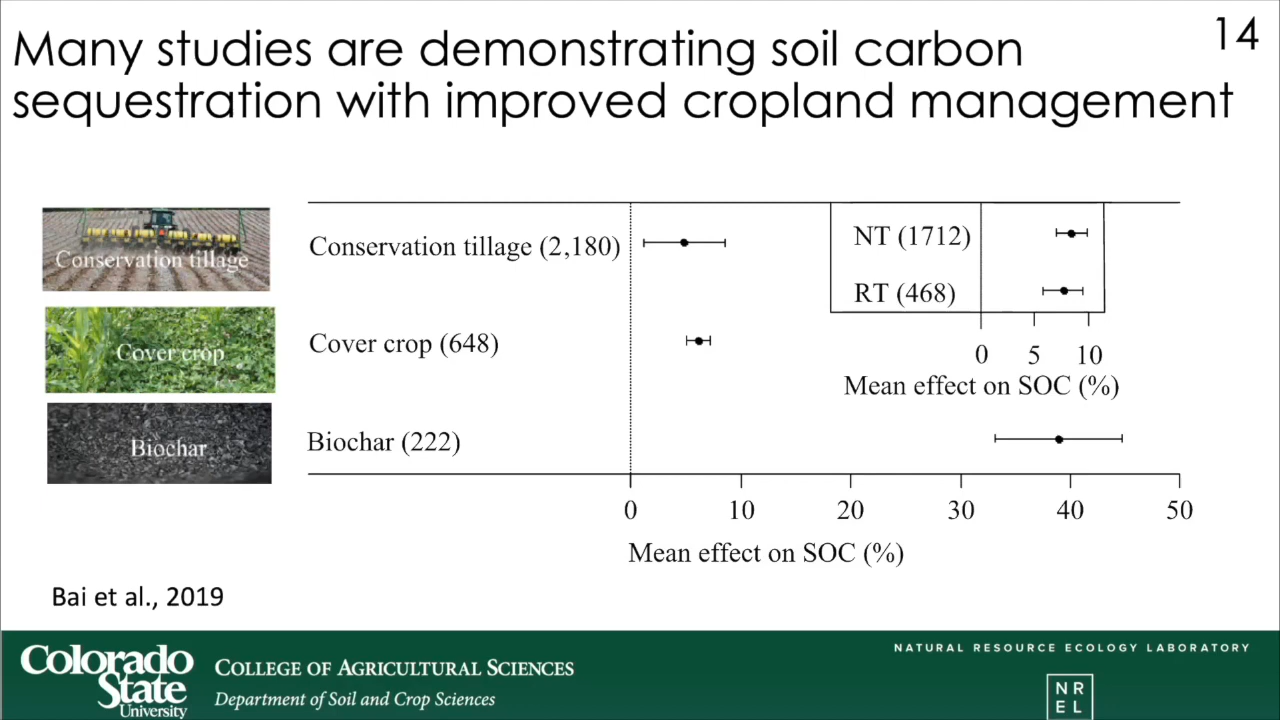 14
Many studies are demonstrating soil carbon
sequestration with improved cropland management
Conservation tillage
Cover crop
Biochar
Conservation tillage (2,180)
Cover crop (648)
Biochar (222)
NT (1712)
RT (468)
0 5 10
Mean effect on SOC (%)
0 10 20 30 40 50
Mean effect on SOC (%)
Bai et al., 2019
Colorado
State
University
COLLEGE OF AGRICULTURAL SCIENCES
Department of Soil and Crop Sciences
NATURAL RESOURCE ECOLOGY LABORATORY
N R
E L